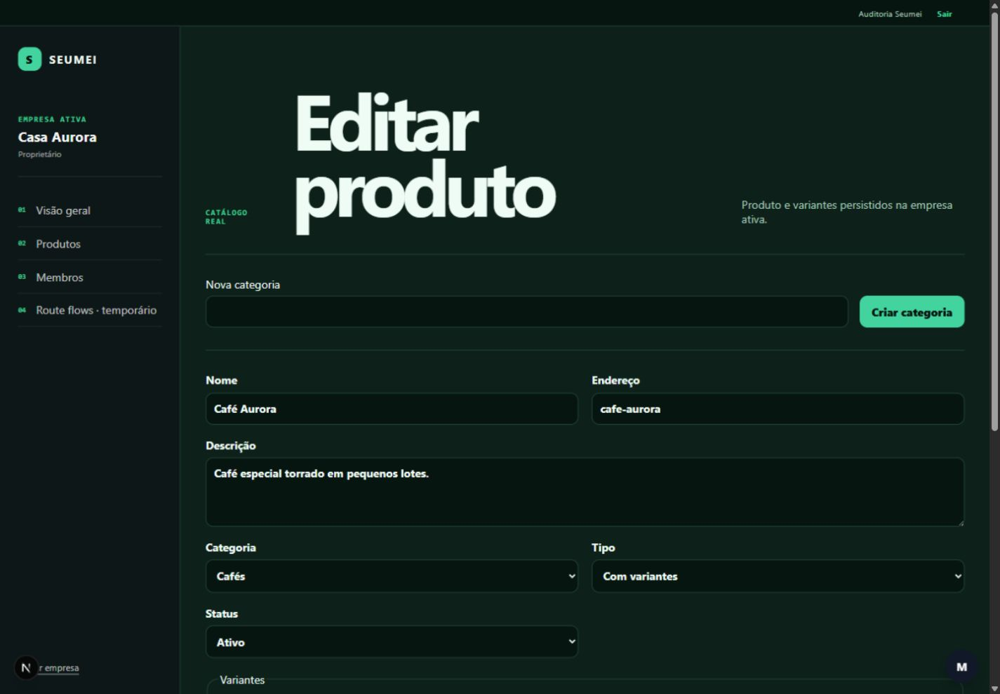 Auditoria Seumei Sair
S SEUMEI
EMPRESA ATIVA
Casa Aurora
Proprietário
01 Visão geral
02 Produtos
03 Membros
04 Route flows · temporário
N r empresa
CATÁLOGO
REAL
Editar
produto
Produto e variantes persistidos na empresa
ativa.
Nova categoria
Criar categoria
Nome
Café Aurora
Endereço
cafe-aurora
Descrição
Café especial torrado em pequenos lotes.
Categoria
Cafés
Tipo
Com variantes
Status
Ativo
Variantes
M